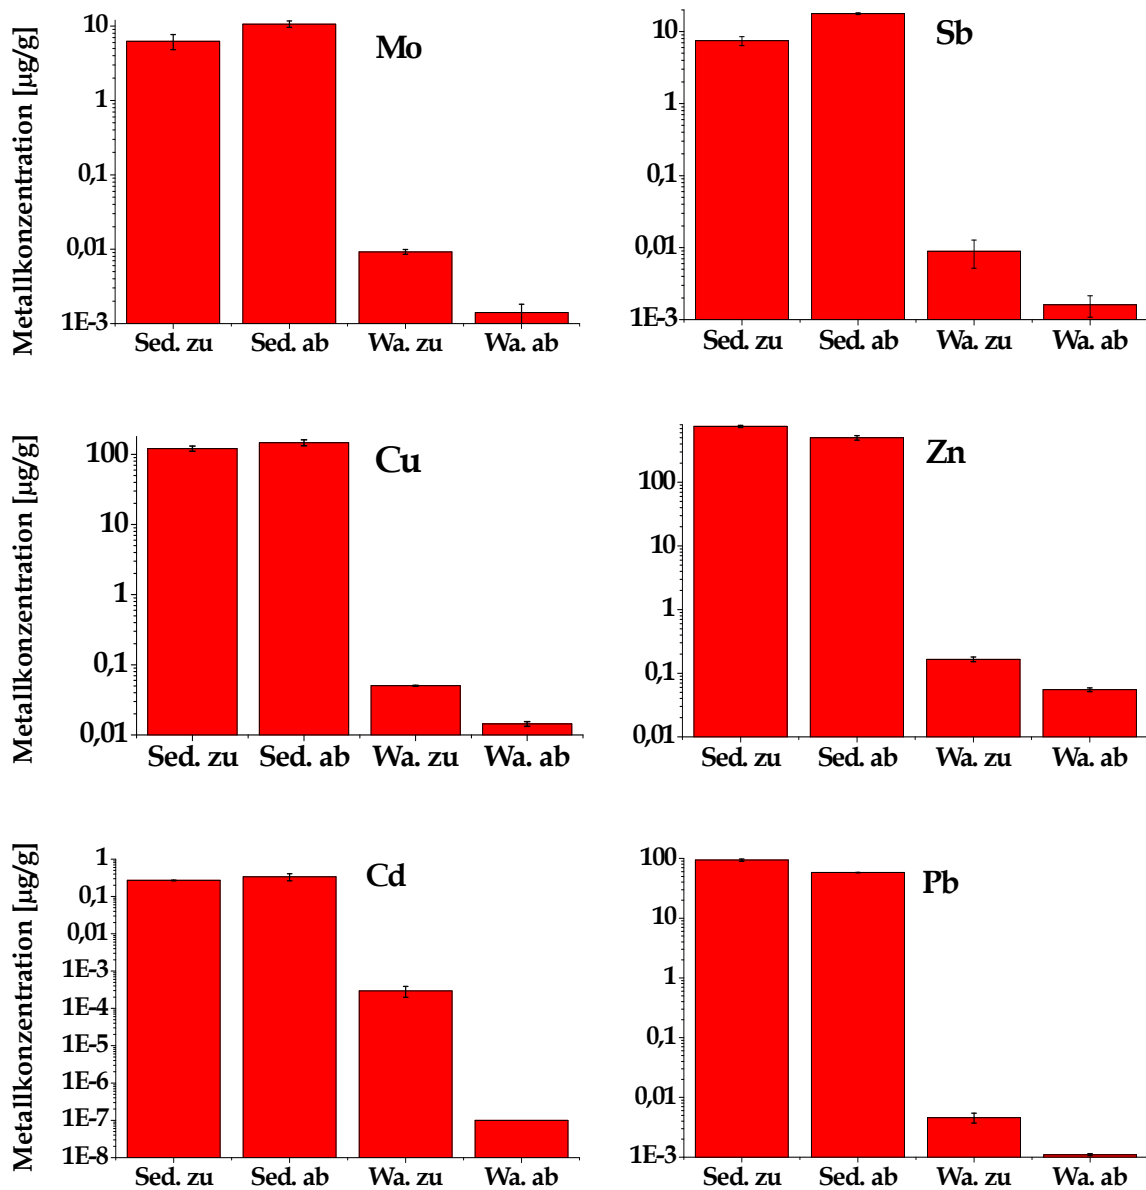 Metallkonzentration [µg/g]
10
1
0,1
0,01
1E-3
Mo
Sed. zu Sed. ab Wa. zu Wa. ab
10
1
0,1
0,01
1E-3
Sb
Sed. zu Sed. ab Wa. zu Wa. ab
Metallkonzentration [µg/g]
100
10
1
0,1
0,01
Cu
Sed. zu Sed. ab Wa. zu Wa. ab
100
10
1
0,1
0,01
Zn
Sed. zu Sed. ab Wa. zu Wa. ab
Metallkonzentration [µg/g]
1
0,1
0,01
1E-3
1E-4
1E-5
1E-6
1E-7
1E-8
Cd
Sed. zu Sed. ab Wa. zu Wa. ab
100
10
1
0,1
0,01
1E-3
Pb
Sed. zu Sed. ab Wa. zu Wa. ab